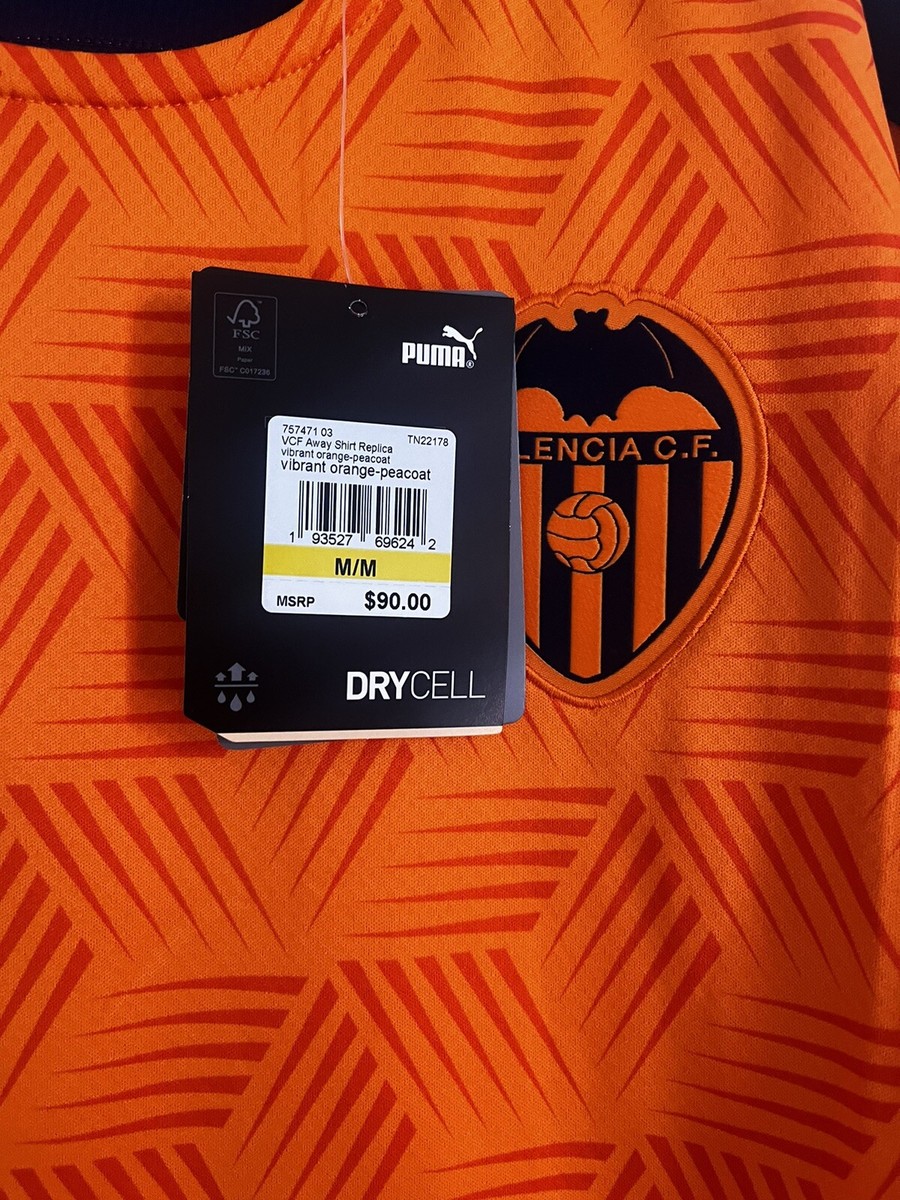 FSC
MIX
Paper
FSC™ C017236
PUMA®
757471 03
TN22178
VCF Away Shirt Replica
vibrant orange-peacoat
vibrant orange-peacoat
1 93527 69624 2
M/M
MSRP $90.00
DRYCELL
LENCIA C.F.